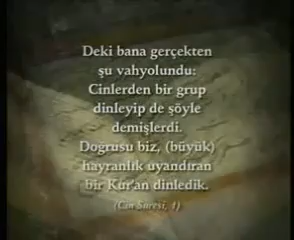 Deki bana gerçekten
şu vahyolundu:
Cinlerden bir grup
dinleyip de şöyle
demişlerdi.
Doğrusu biz, (büyük)
hayranlık uyandıran
bir Kur'an dinledik.
(Cin Suresi, 1)